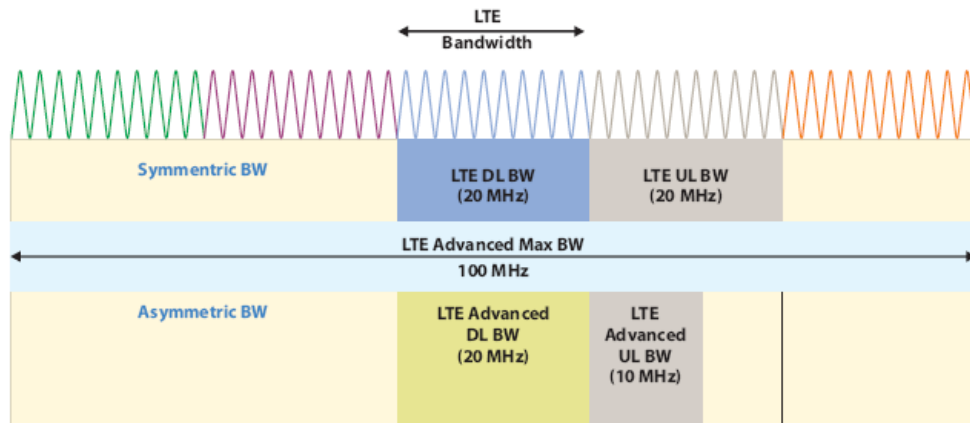 LTE
Bandwidth
Symmentric BW
LTE DL BW
(20 MHz)
LTE UL BW
(20 MHz)
LTE Advanced Max BW
100 MHz
Asymmetric BW
LTE Advanced
DL BW
(20 MHz)
LTE
Advanced
UL BW
(10 MHz)